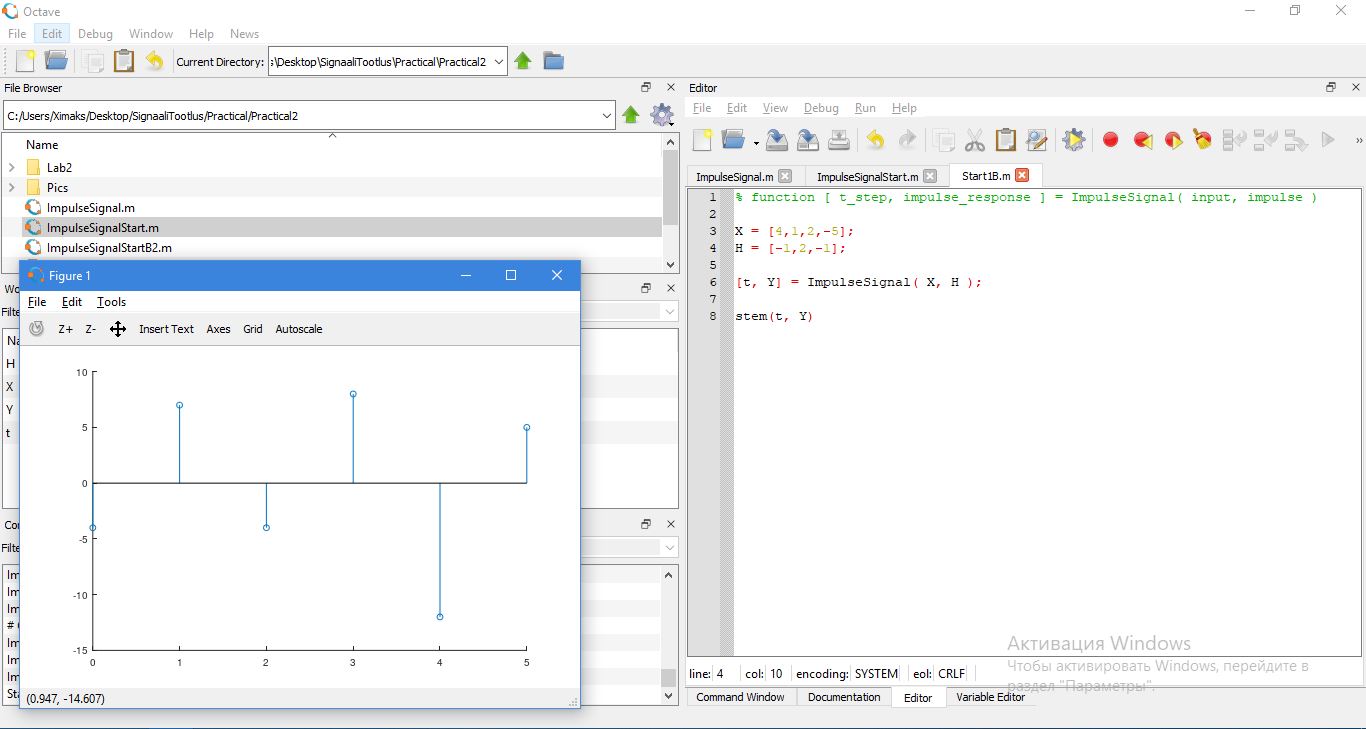 Octave
File Edit Debug Window Help News
Current Directory: :\Desktop\SignaaliTootlus\Practical\Practical2
File Browser
C:/Users/Ximaks/Desktop/SignaaliTootlus/Practical/Practical2
Name
Lab2
Pics
ImpulseSignal.m
ImpulseSignalStart.m
ImpulseSignalStartB2.m
Wo
Filte
Na
H
X
Y
t
Co
Filte
Im
Im
Im
# (
Im
Im
Im
Sta
Figure 1
File Edit Tools
Z+ Z- Insert Text Axes Grid Autoscale
10
5
0
-5
-10
-15
0 1 2 3 4 5
(0.947, -14.607)
Editor
File Edit View Debug Run Help
»
ImpulseSignal.m ImpulseSignalStart.m Start1B.m
1 % function [ t_step, impulse_response ] = ImpulseSignal( input, impulse )
2
3 X = [4,1,2,-5];
4 H = [-1,2,-1];
5
6 [t, Y] = ImpulseSignal( X, H );
7
8 stem(t, Y)
Активация Windows
Чтобы активировать Windows, перейдите в
раздел "Параметры".
line: 4 col: 10 encoding: SYSTEM eol: CRLF
Command Window Documentation Editor Variable Editor